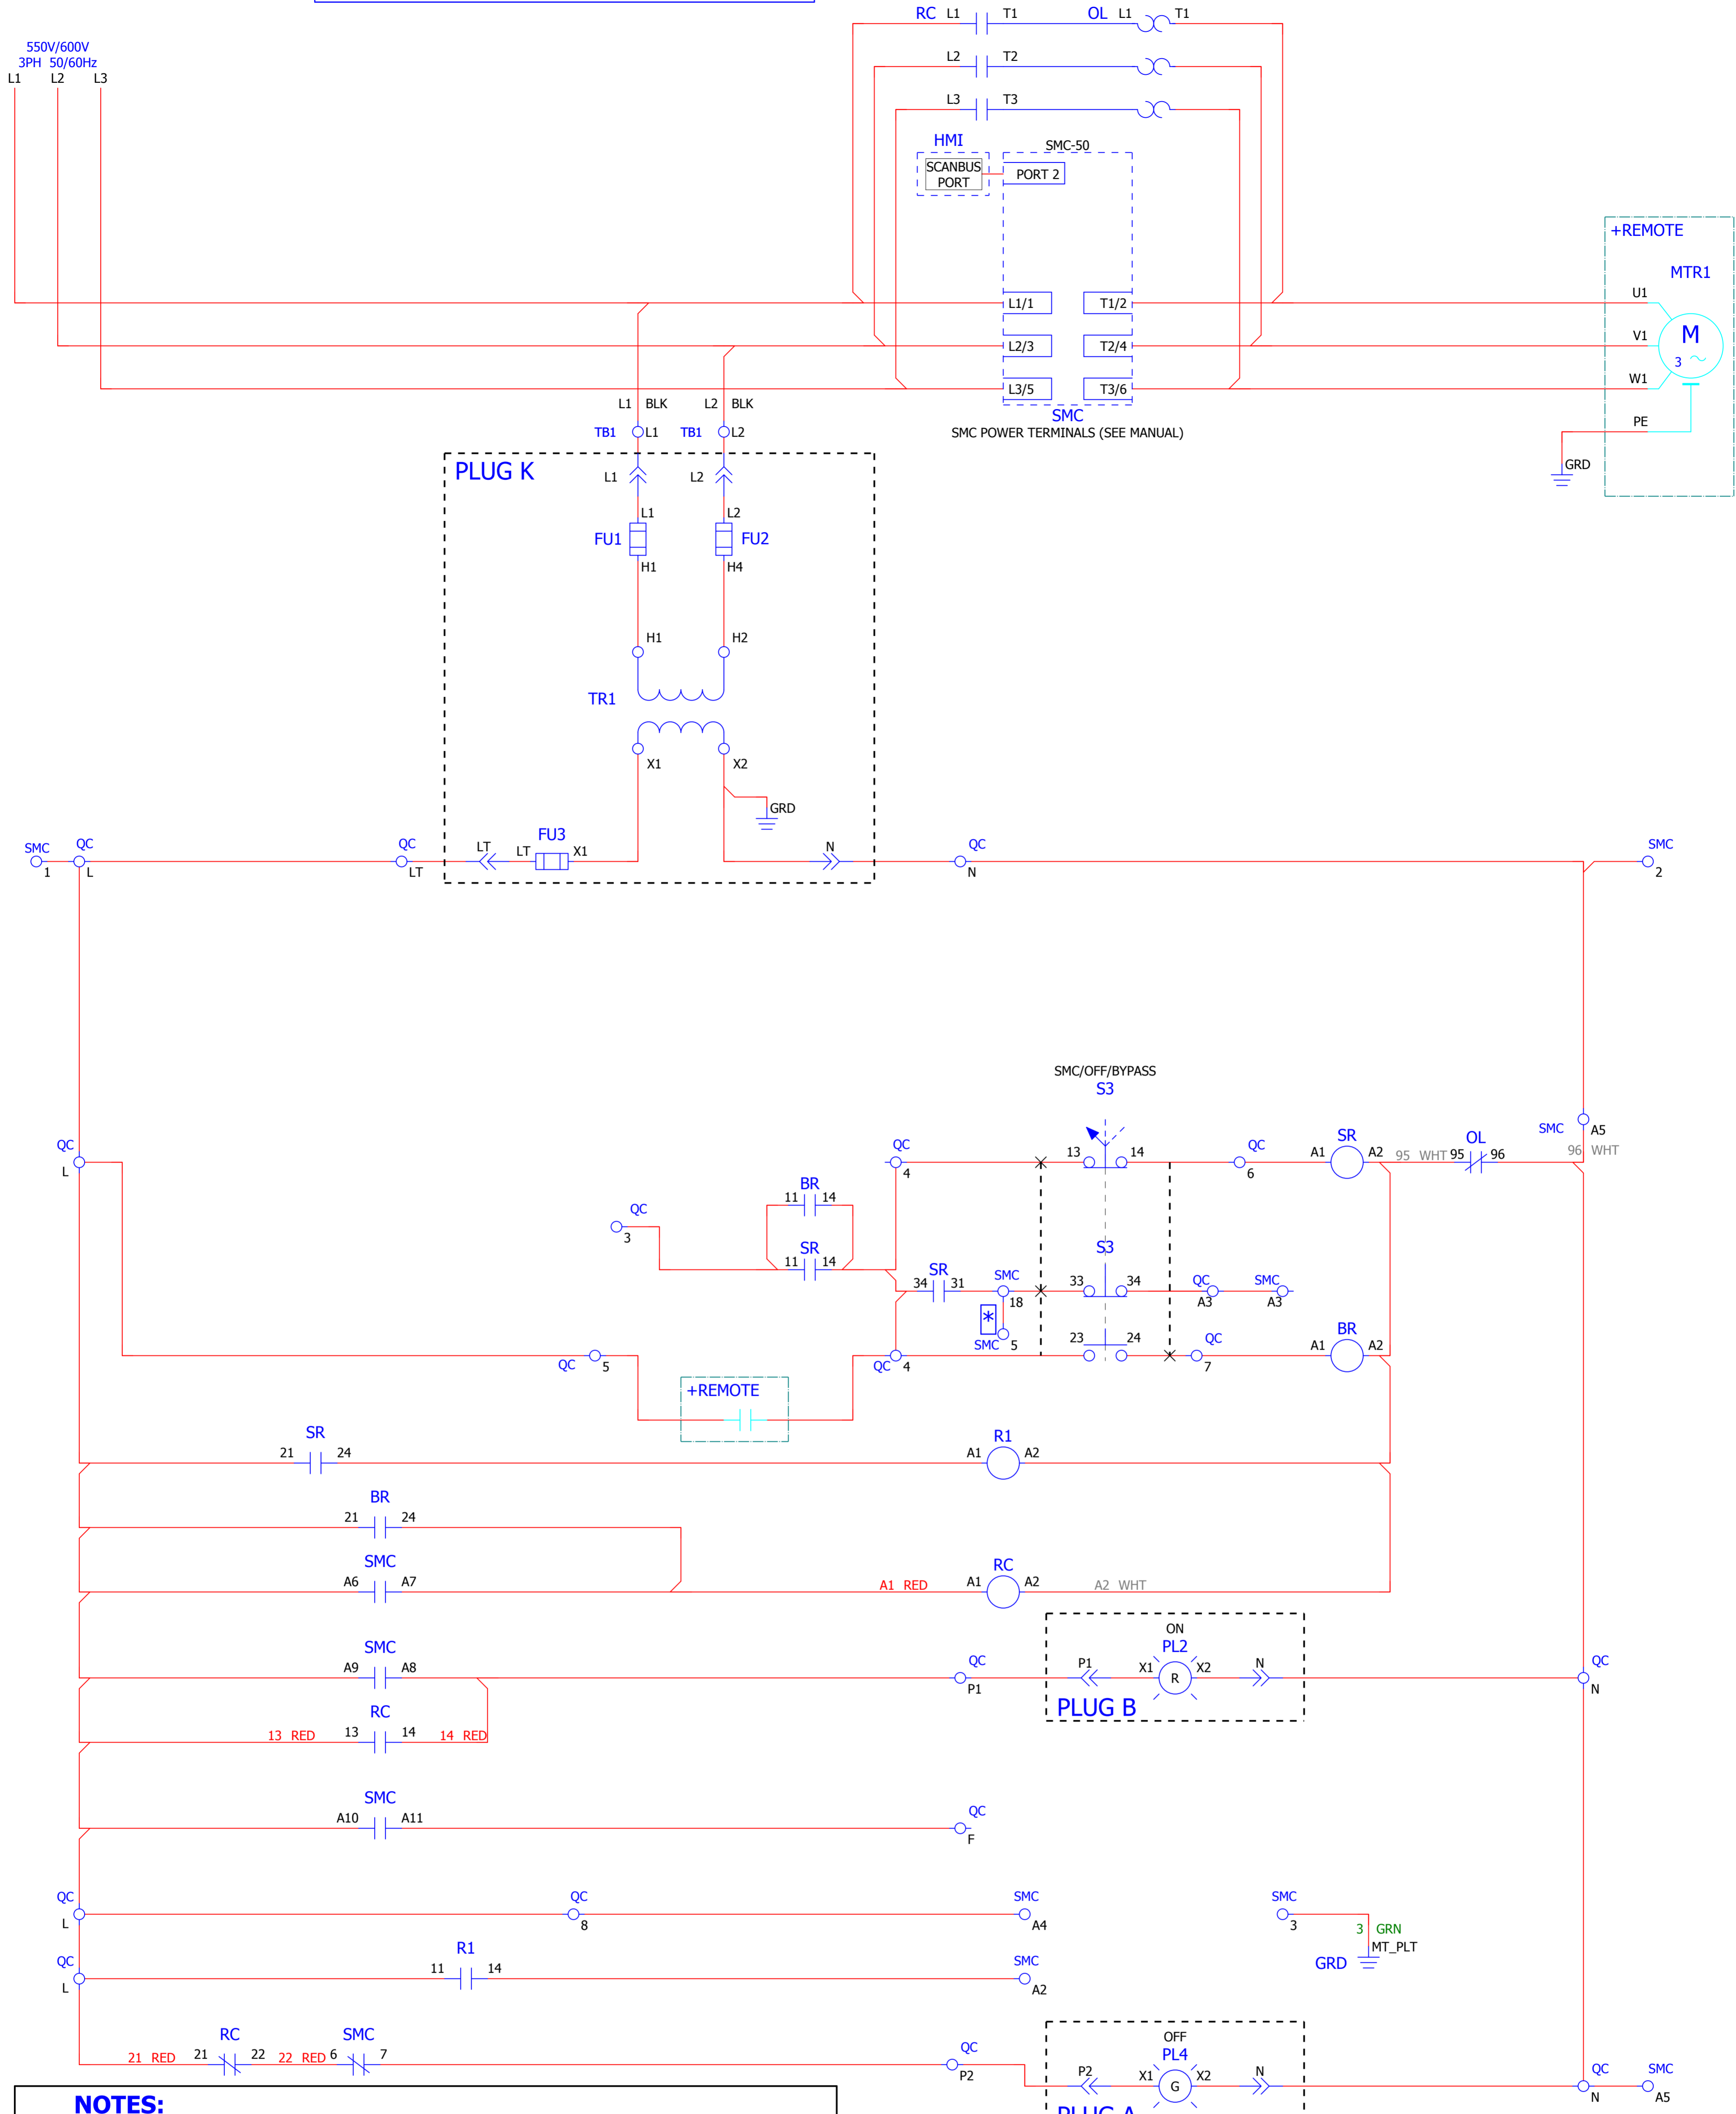 RC L1 T1 OL L1 T1
550V/600V
3PH 50/60Hz
L1 L2 L3
L2 T2
L3 T3
HMI
SMC-50
SCANBUS
PORT
PORT 2
+REMOTE
MTR1
L1/1 T1/2 U1
L2/3 T2/4 V1
M
3
L3/5 T3/6 W1
SMC
SMC POWER TERMINALS (SEE MANUAL)
PE
GRD
L1 BLK L2 BLK
TB1 L1 TB1 L2
PLUG K
L1 L2
L1 L2
FU1 FU2
H1 H4
H1 H2
TR1
X1 X2
GRD
SMC QC QC FU3 QC SMC
LT LT X1 N
1 L LT N 2
SMC/OFF/BYPASS
S3
SMC A5
QC QC 13 14 QC SR OL
A1 A2 95 WHT 95 96 96 WHT
L 4 6
BR
11 14
QC
3
SR S3
11 14
SR SMC 33 34 QC SMC
34 31
18 A3 A3
*
SMC 5 23 24 QC BR
A1 A2
QC 5 QC 4 7
+REMOTE
SR R1
21 24 A1 A2
BR
21 24
SMC RC
A6 A7 A1 RED A1 A2 A2 WHT
ON
SMC PL2
A9 A8 QC P1 X1 R X2 N QC
P1 N
RC PLUG B
13 RED 13 14 14 RED
SMC
A10 A11 QC
F
QC QC SMC SMC
L 8 A4 3
3 GRN
MT_PLT
GRD
QC R1 SMC
11 14
L A2
OFF
RC SMC QC PL4
21 RED 21 22 22 RED 6 7 P2 P2 X1 G X2 N QC SMC
N A5
NOTES:
PLUG A